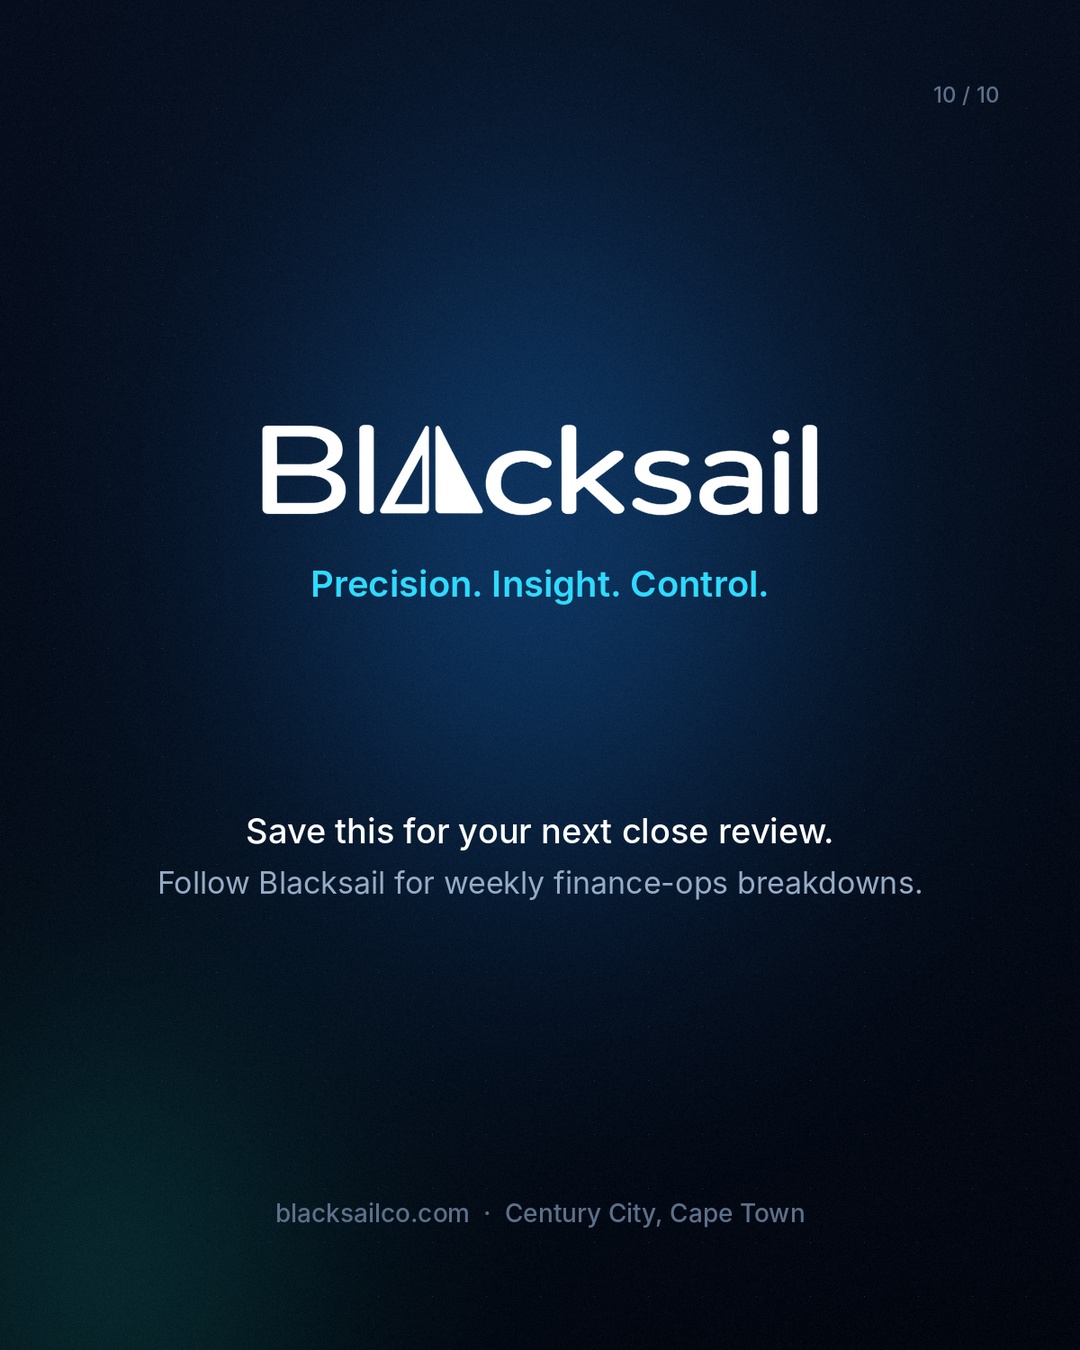 10 / 10
Blacksail
Precision. Insight. Control.
Save this for your next close review.
Follow Blacksail for weekly finance-ops breakdowns.
blacksailco.com · Century City, Cape Town